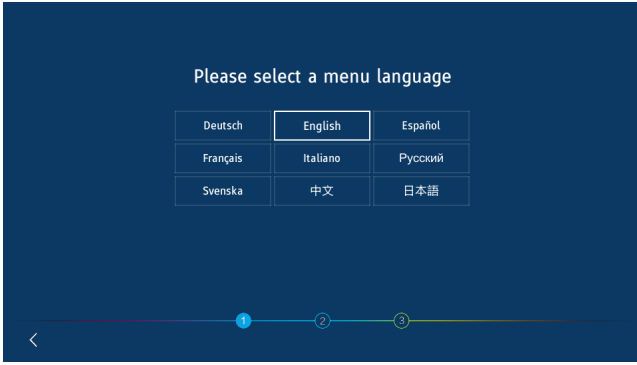 Please select a menu language
Deutsch English Español
Français Italiano Русский
Svenska 中文 日本語
1 2 3